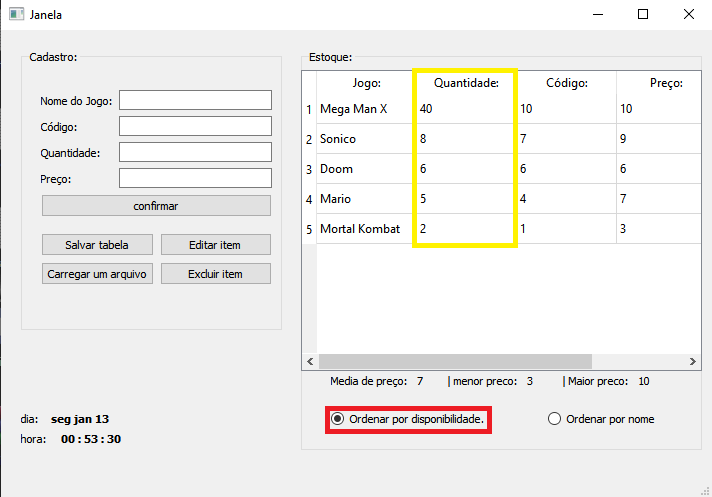 Janela
Cadastro:
Nome do Jogo:
Código:
Quantidade:
Preço:
confirmar
Salvar tabela Editar item
Carregar um arquivo Excluir item
dia: seg jan 13
hora: 00 : 53 : 30
Estoque:
Jogo: Quantidade: Código: Preço:
1 Mega Man X 40 10 10
2 Sonico 8 7 9
3 Doom 6 6 6
4 Mario 5 4 7
5 Mortal Kombat 2 1 3
Media de preço: 7 | menor preco: 3 | Maior preco: 10
Ordenar por disponibilidade. Ordenar por nome